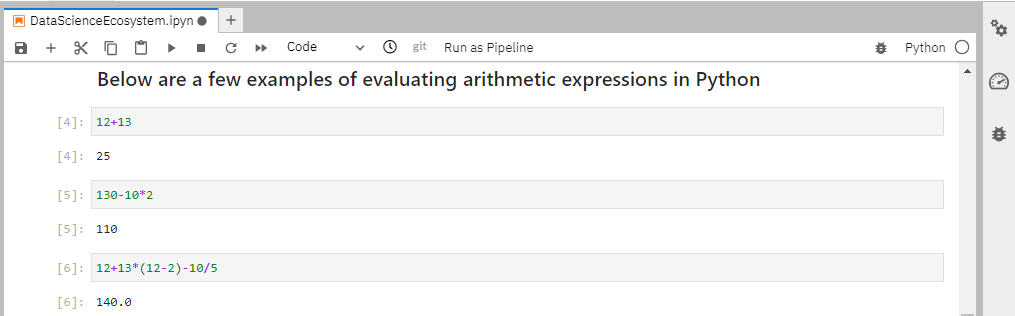 DataScienceEcosystem.ipyn
Code git Run as Pipeline Python
Below are a few examples of evaluating arithmetic expressions in Python
[4]: 12+13
[4]: 25
[5]: 130-10*2
[5]: 110
[6]: 12+13*(12-2)-10/5
[6]: 140.0